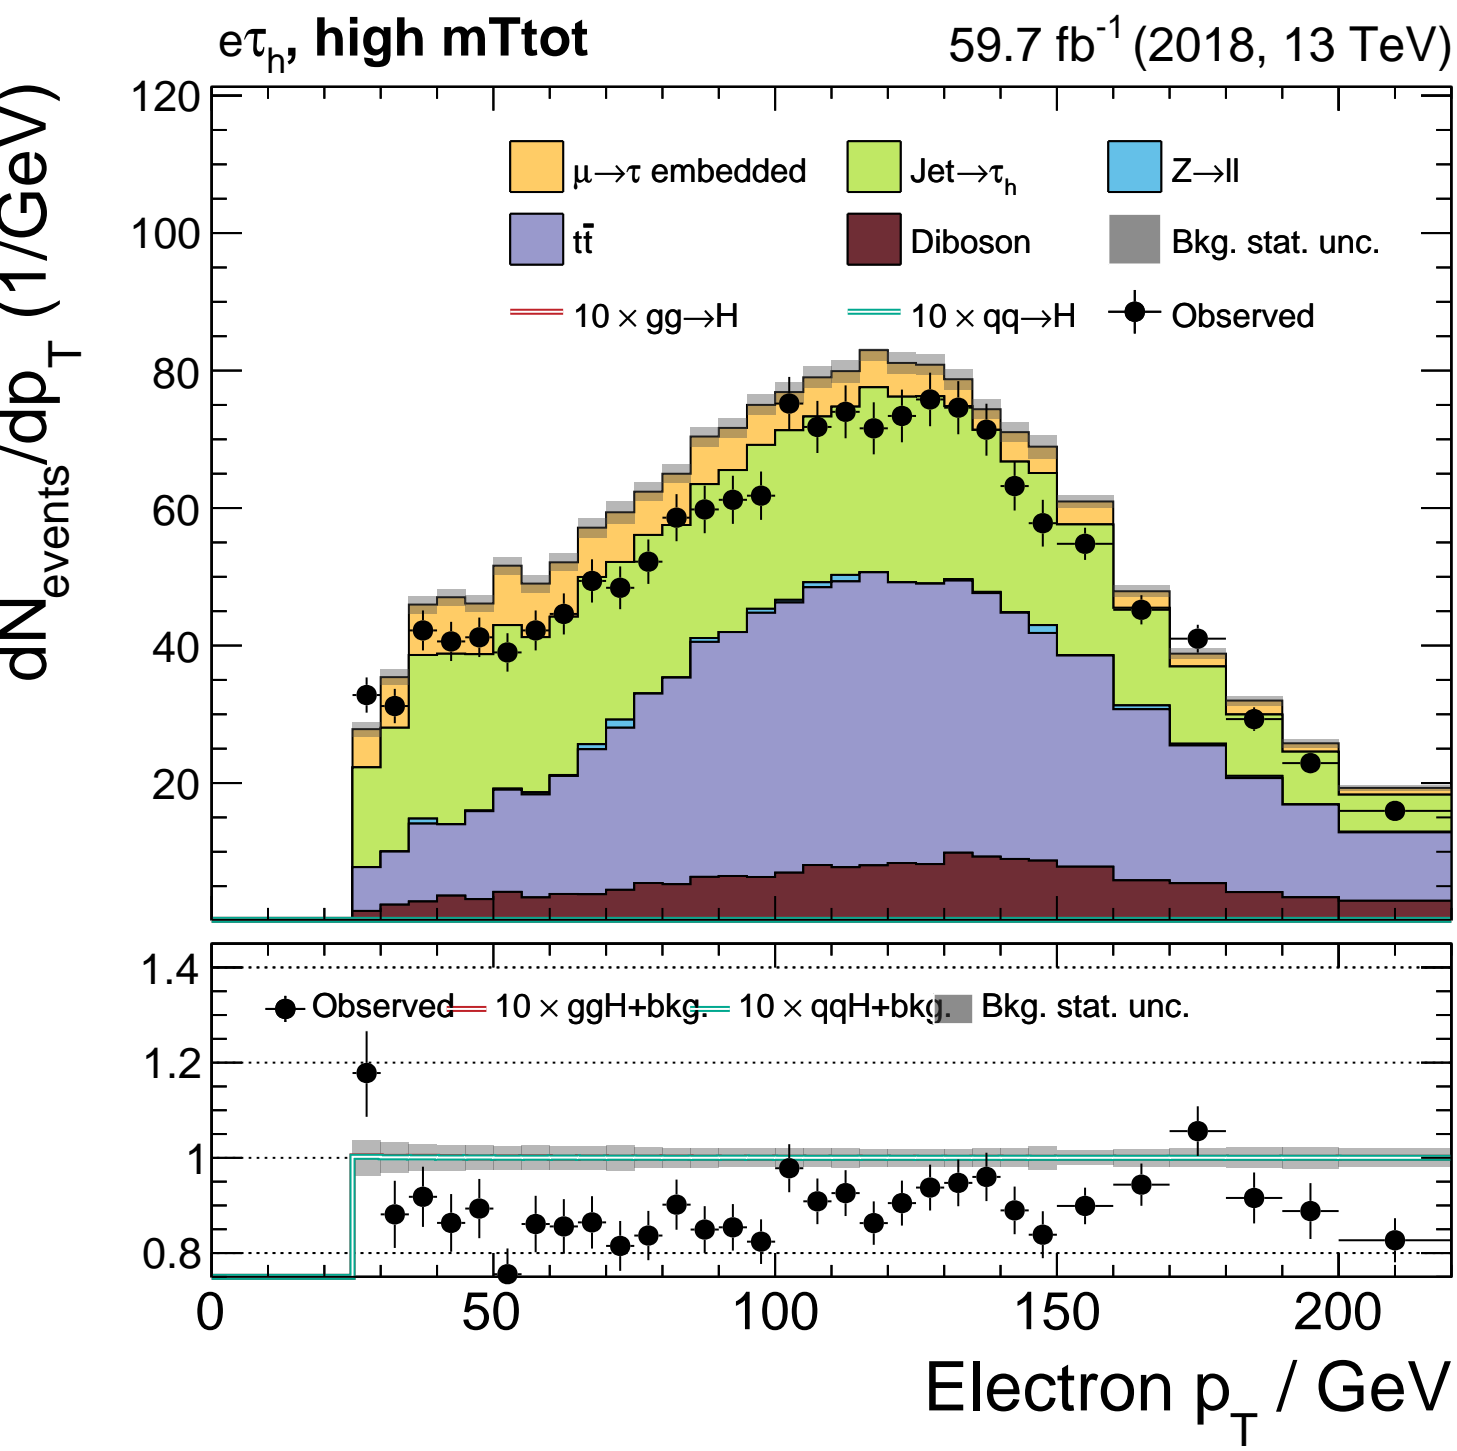 eτh, high mTtot 59.7 fb-1 (2018, 13 TeV)
dNevents/dpT (1/GeV)
120
100
80
60
40
20
μ→τ embedded Jet→τh Z→ll
tt̄ Diboson Bkg. stat. unc.
10 × gg→H 10 × qq→H Observed
1.4
1.2
1
0.8
Observed 10 × ggH+bkg. 10 × qqH+bkg. Bkg. stat. unc.
0 50 100 150 200
Electron pT / GeV